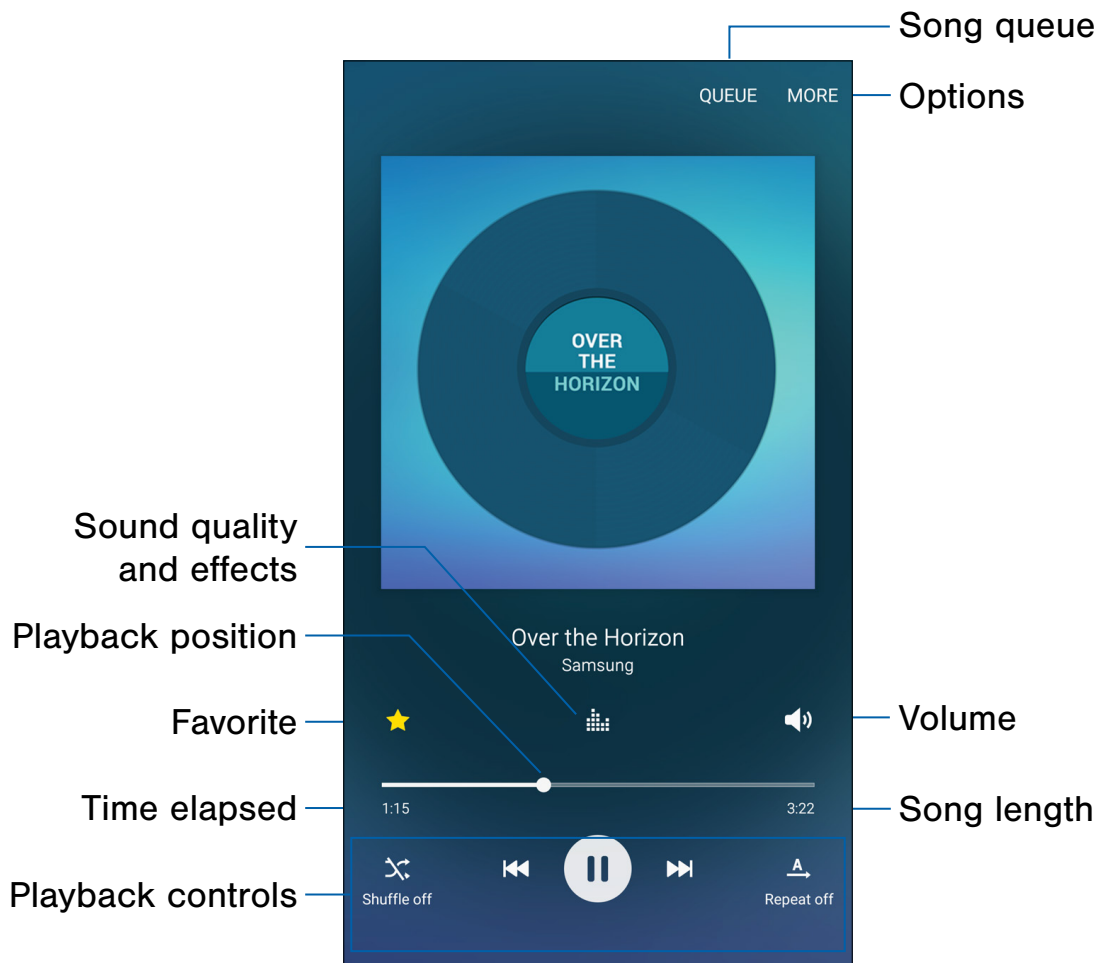 Song queue
QUEUE MORE
Options
OVER
THE
HORIZON
Sound quality
and effects
Playback position
Over the Horizon
Samsung
Favorite
Volume
Time elapsed
1:15
3:22
Song length
Playback controls
Shuffle off
A
Repeat off